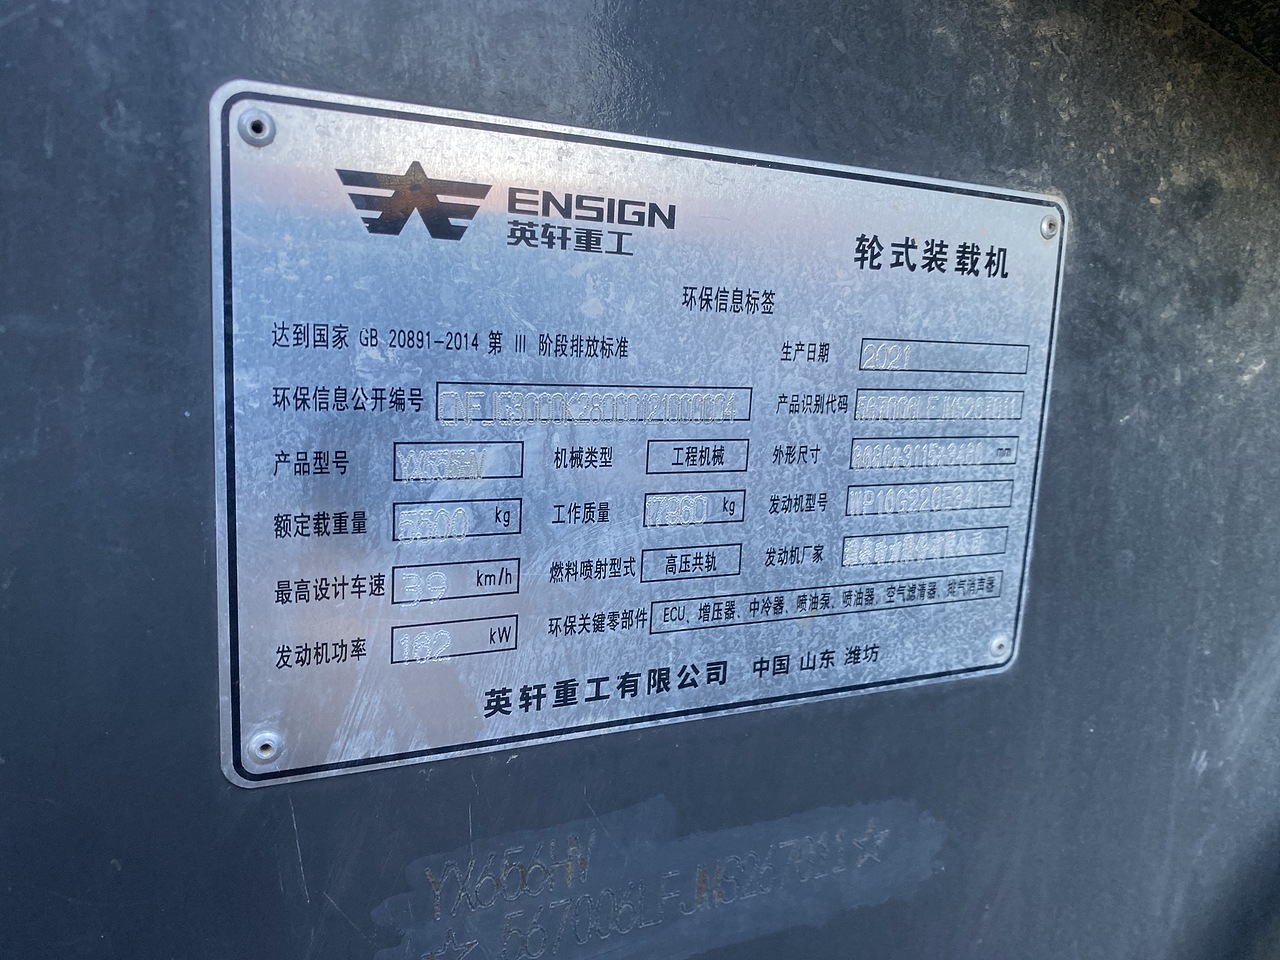 ENSIGN
英轩重工
轮式装载机
环保信息标签
达到国家 GB 20891-2014 第 III 阶段排放标准
生产日期 2021
环保信息公开编号
产品识别代码
产品型号 YX656HV
机械类型 工程机械
外形尺寸 mm
额定载重量 5500 kg
工作质量 kg
发动机型号
最高设计车速 39 km/h
燃料喷射型式 高压共轨
发动机厂家
发动机功率 162 kW
环保关键零部件 ECU、增压器、中冷器、喷油泵、喷油器、空气滤清器、排气消声器
英轩重工有限公司 中国 山东 潍坊
YX656HV